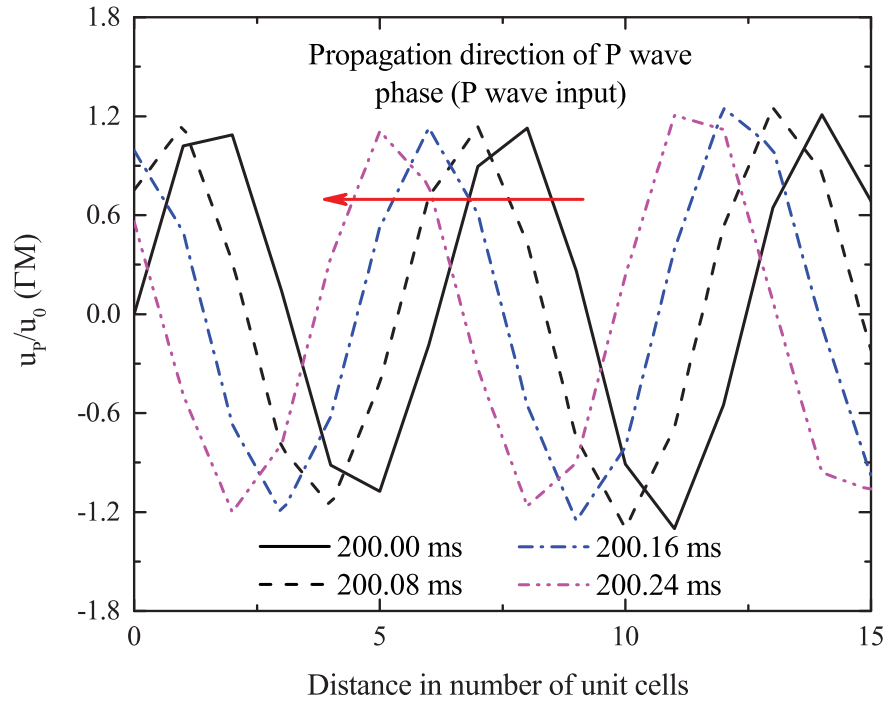 1.8
1.2
0.6
0.0
-0.6
-1.2
-1.8
u_P/u_0 (ΓM)
Propagation direction of P wave
phase (P wave input)
200.00 ms
200.16 ms
200.08 ms
200.24 ms
0
5
10
15
Distance in number of unit cells